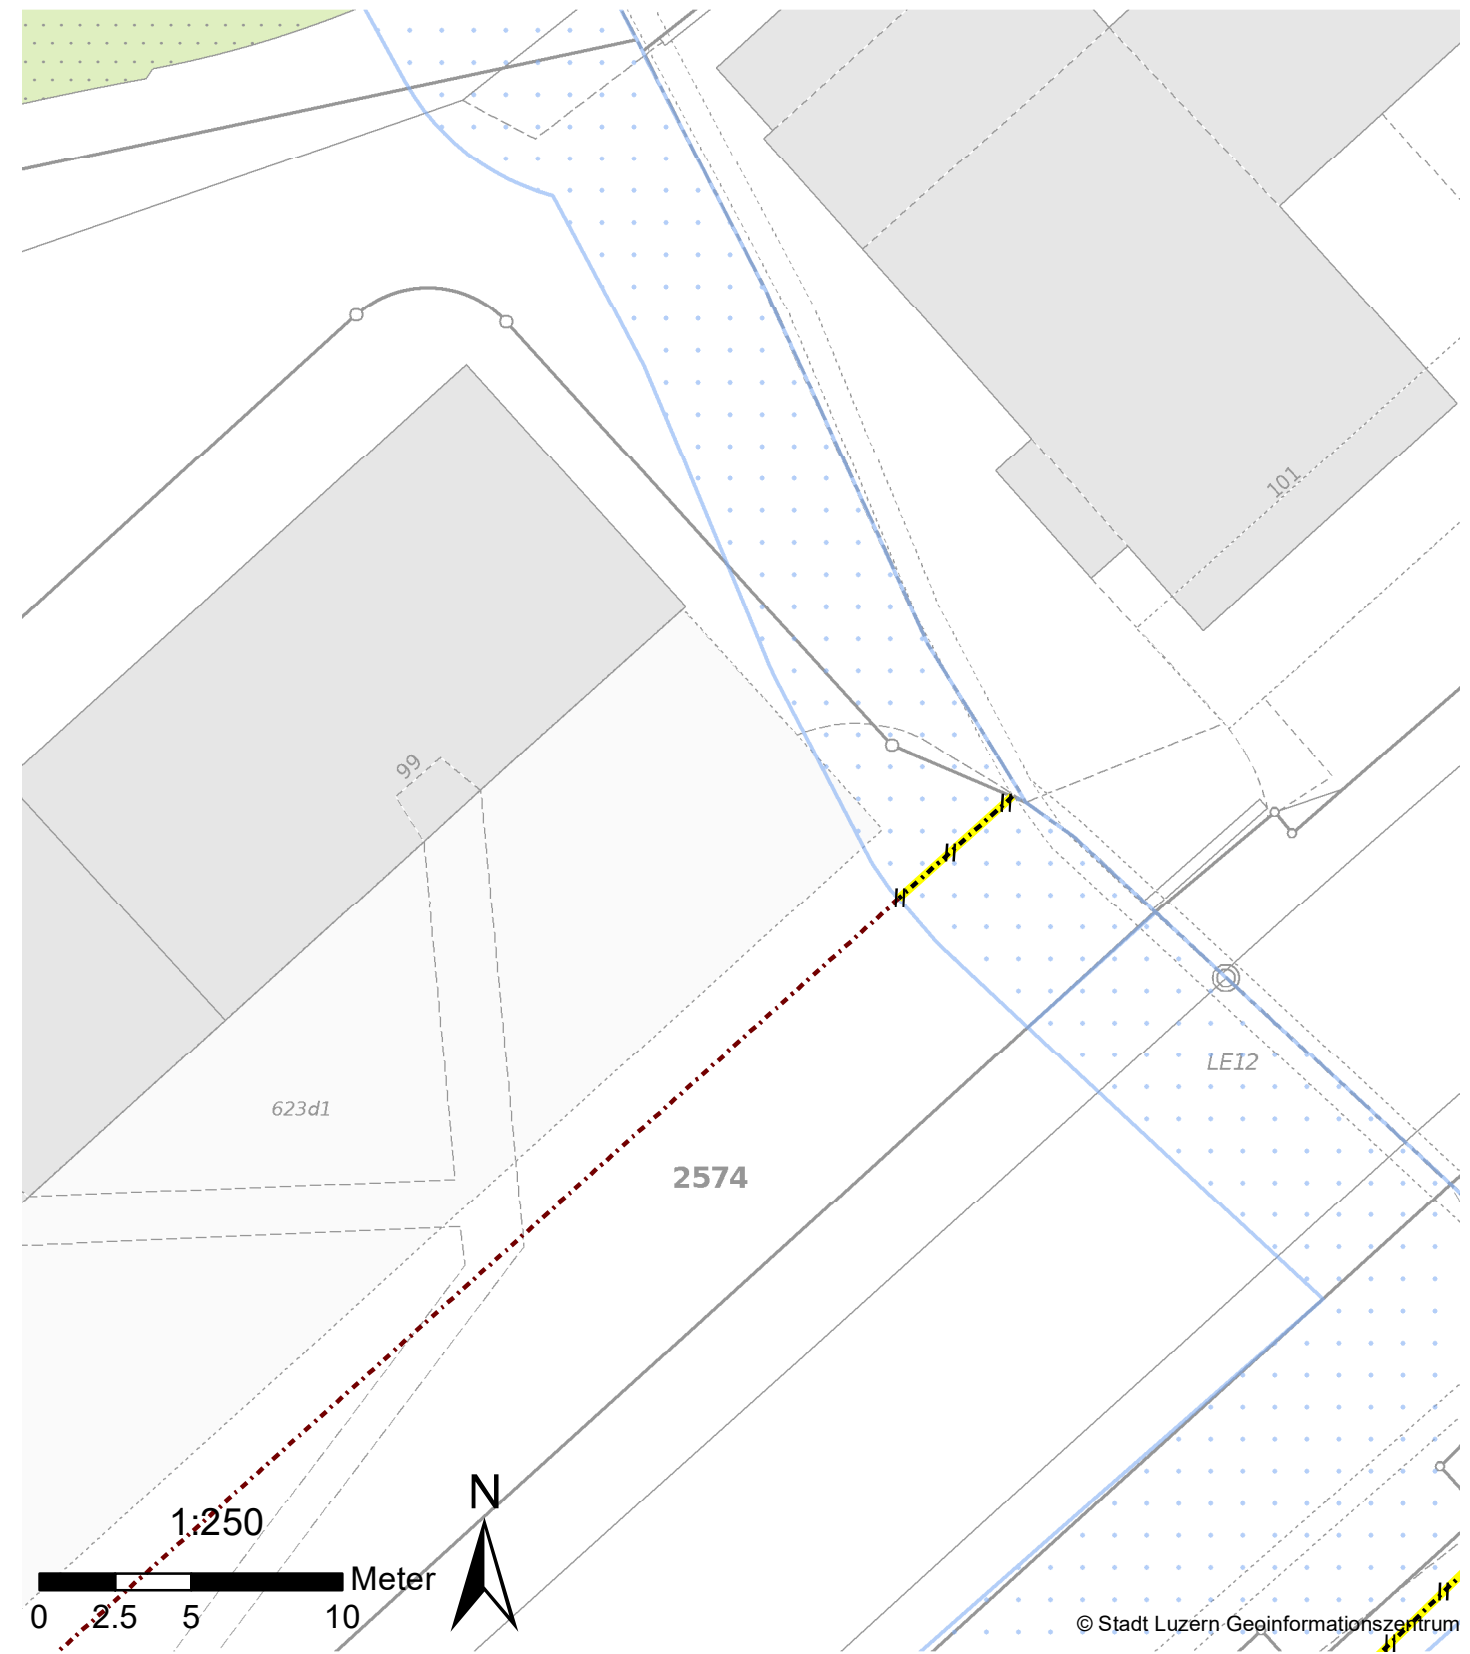 101
99
LE12
623d1
2574
N
1:250
Meter
0 2.5 5 10
© Stadt Luzern Geoinformationszentrum